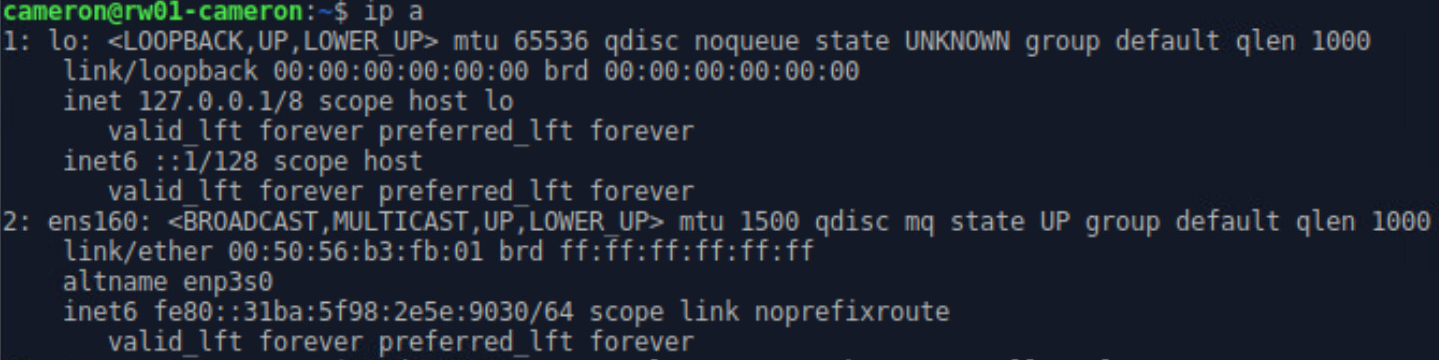 cameron@rw01-cameron:~$ ip a
1: lo: <LOOPBACK,UP,LOWER_UP> mtu 65536 qdisc noqueue state UNKNOWN group default qlen 1000
    link/loopback 00:00:00:00:00:00 brd 00:00:00:00:00:00
    inet 127.0.0.1/8 scope host lo
       valid_lft forever preferred_lft forever
    inet6 ::1/128 scope host
       valid_lft forever preferred_lft forever
2: ens160: <BROADCAST,MULTICAST,UP,LOWER_UP> mtu 1500 qdisc mq state UP group default qlen 1000
    link/ether 00:50:56:b3:fb:01 brd ff:ff:ff:ff:ff:ff
    altname enp3s0
    inet6 fe80::31ba:5f98:2e5e:9030/64 scope link noprefixroute
       valid_lft forever preferred_lft forever